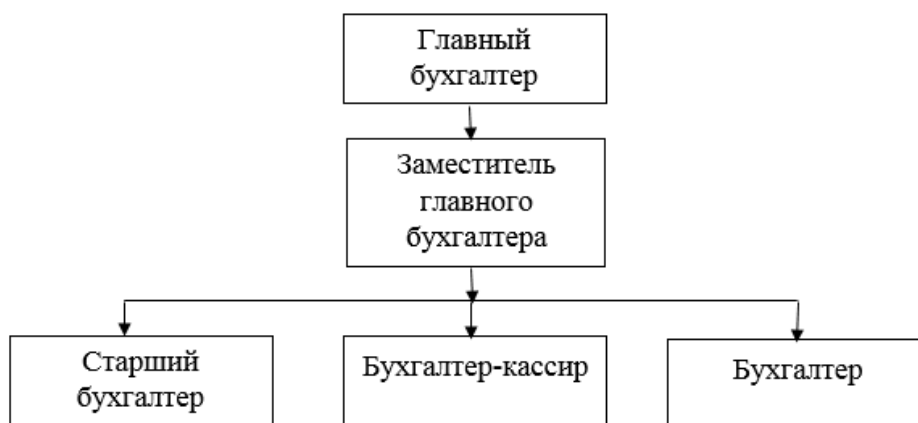 Главный
бухгалтер
Заместитель
главного
бухгалтера
Старший
бухгалтер
Бухгалтер-кассир
Бухгалтер